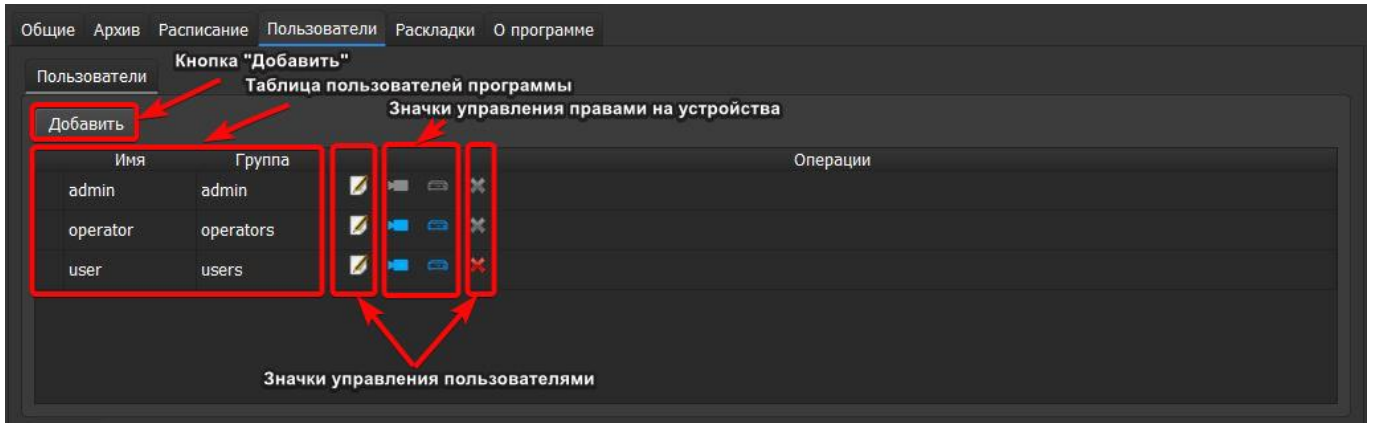 Общие Архив Расписание Пользователи Раскладки О программе
Кнопка "Добавить"
Пользователи
Таблица пользователей программы
Значки управления правами на устройства
Добавить
Имя Группа Операции
admin admin
operator operators
user users
Значки управления пользователями